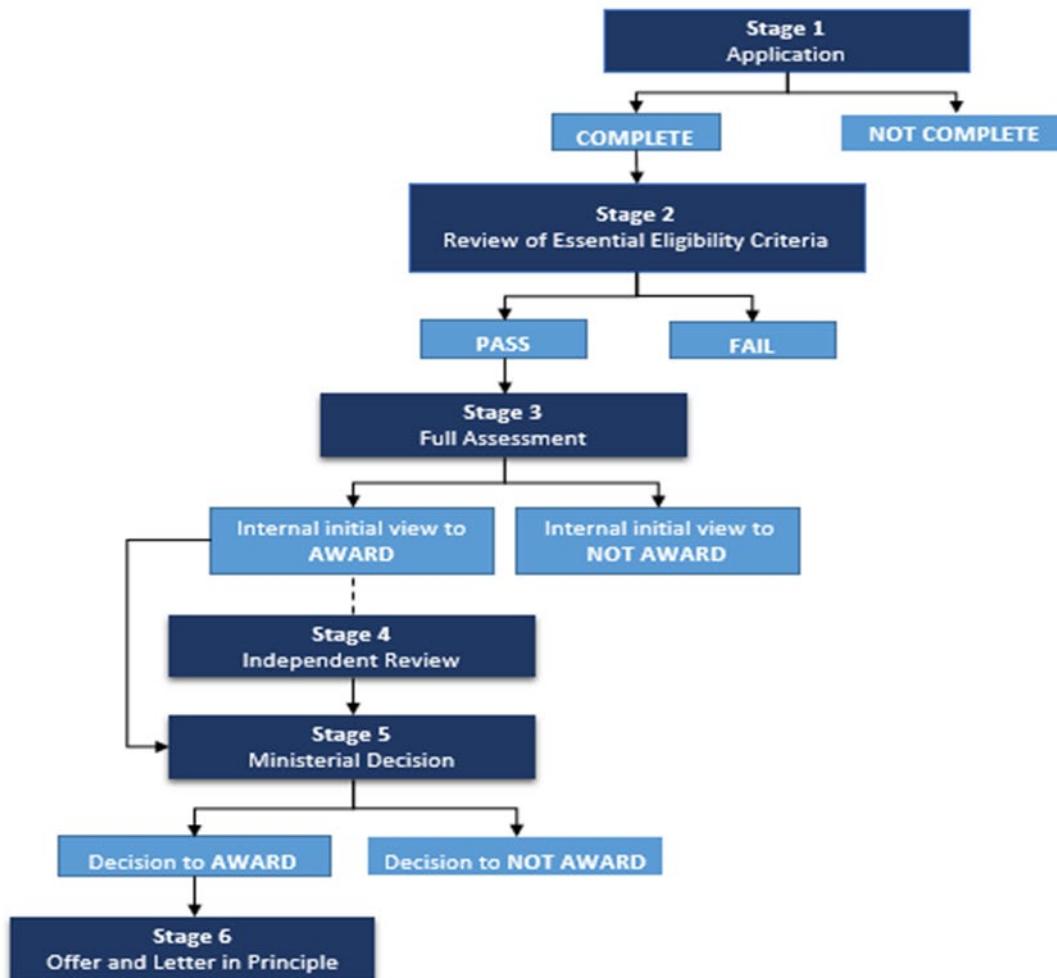 Stage 1
Application
COMPLETE
NOT COMPLETE
Stage 2
Review of Essential Eligibility Criteria
PASS
FAIL
Stage 3
Full Assessment
Internal initial view to
AWARD
Internal initial view to
NOT AWARD
Stage 4
Independent Review
Stage 5
Ministerial Decision
Decision to AWARD
Decision to NOT AWARD
Stage 6
Offer and Letter in Principle